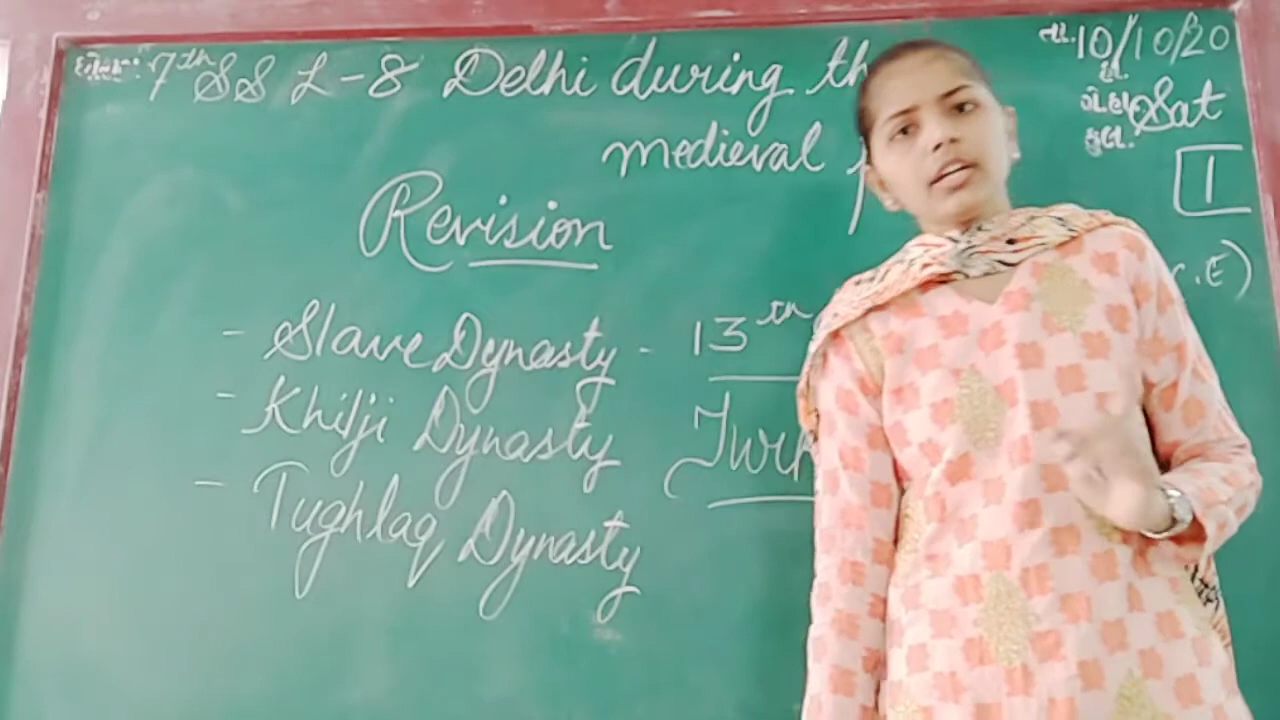 7th SS L-8 Delhi during th
medieval
Revision
- Slave Dynasty - 13th
- Khilji Dynasty
- Tughlaq Dynasty
Turk
.E)
તા. 10/10/20
Sat
1